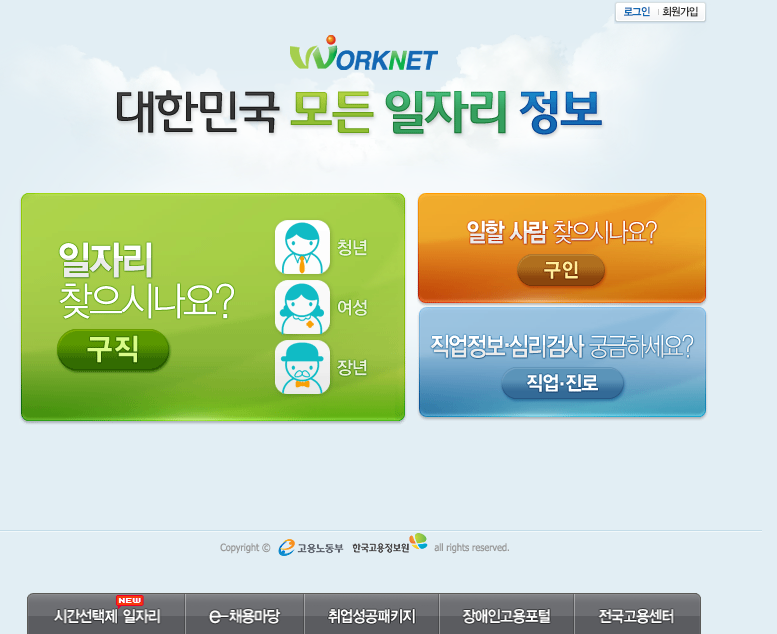 로그인 회원가입
WORKNET
대한민국 모든 일자리 정보
일자리
찾으시나요?
구직
청년
여성
장년
일할 사람 찾으시나요?
구인
직업정보·심리검사 궁금하세요?
직업·진로
Copyright © 고용노동부 한국고용정보원 all rights reserved.
NEW
시간선택제 일자리 e-채용마당 취업성공패키지 장애인고용포털 전국고용센터